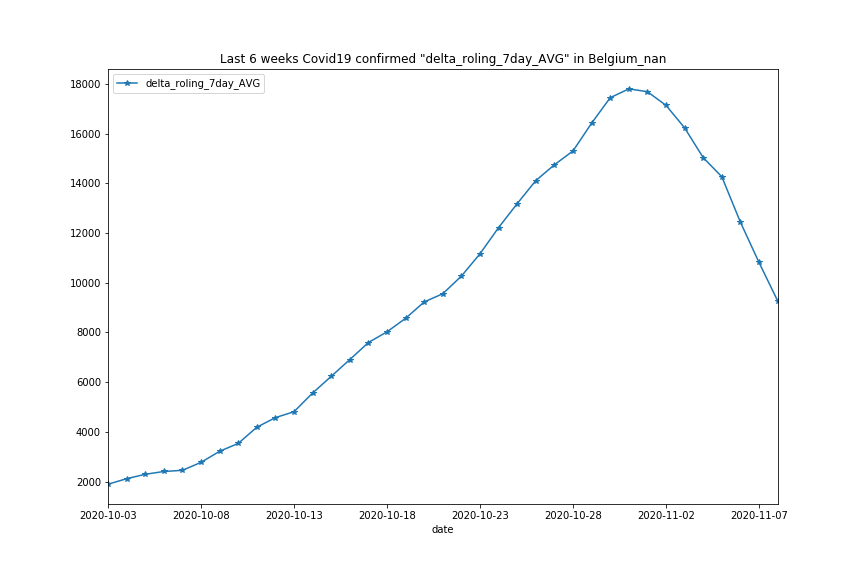 Last 6 weeks Covid19 confirmed "delta_roling_7day_AVG" in Belgium_nan
delta_roling_7day_AVG
18000
16000
14000
12000
10000
8000
6000
4000
2000
2020-10-03 2020-10-08 2020-10-13 2020-10-18 2020-10-23 2020-10-28 2020-11-02 2020-11-07
date